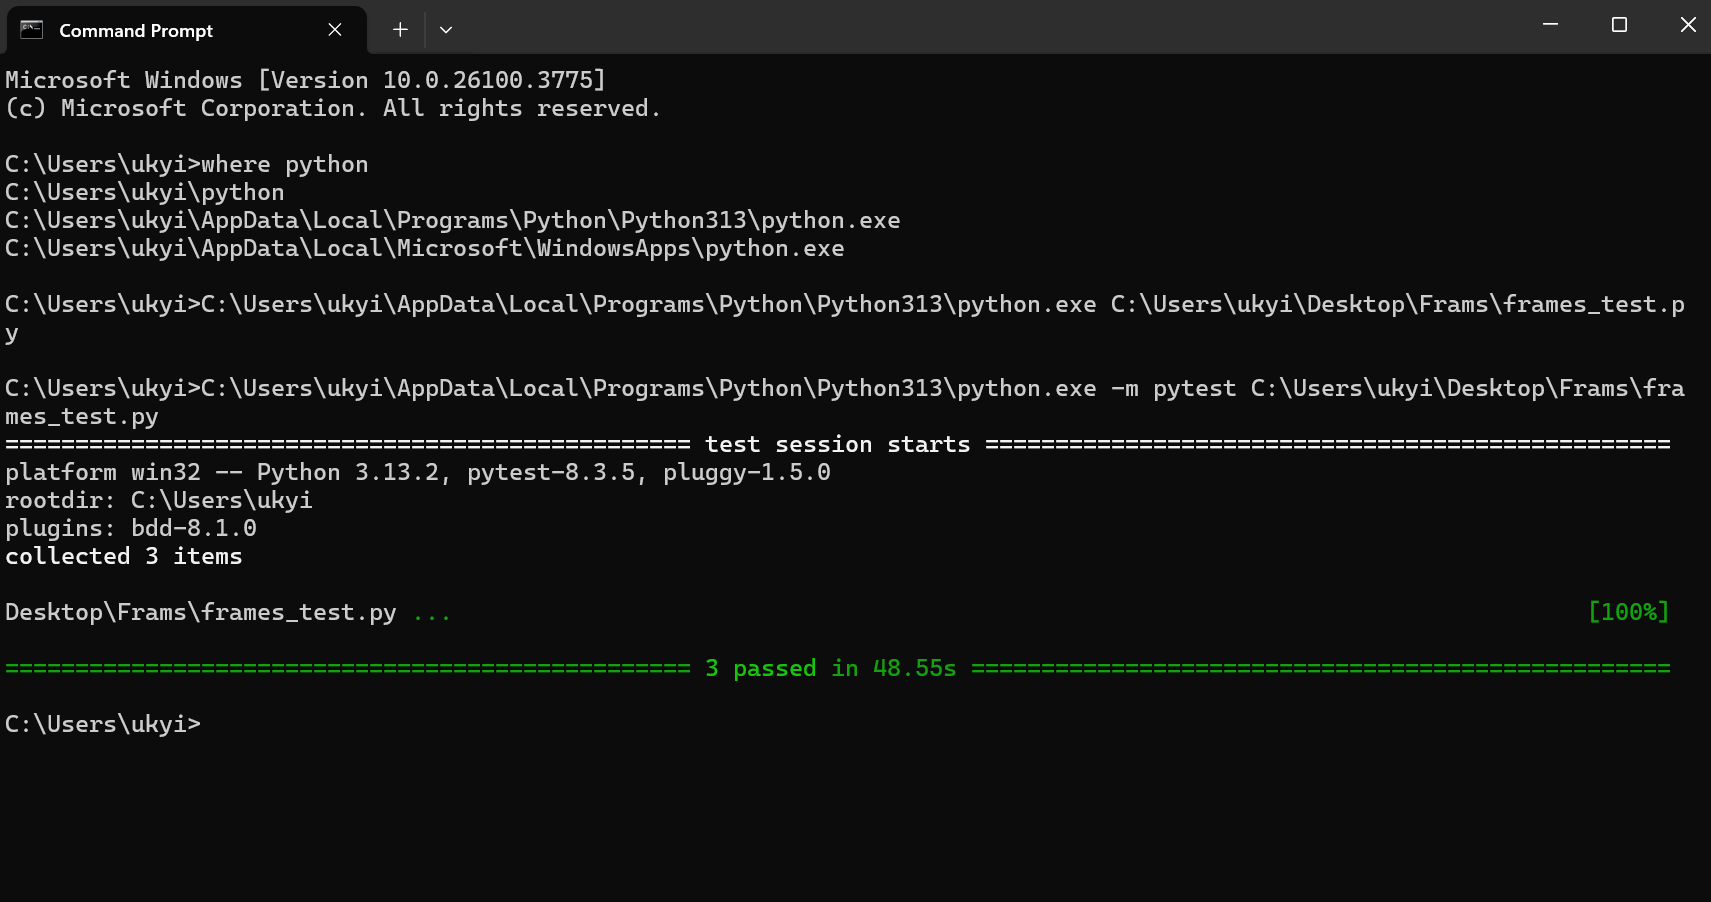 Command Prompt
Microsoft Windows [Version 10.0.26100.3775]
(c) Microsoft Corporation. All rights reserved.
C:\Users\ukyi>where python
C:\Users\ukyi\python
C:\Users\ukyi\AppData\Local\Programs\Python\Python313\python.exe
C:\Users\ukyi\AppData\Local\Microsoft\WindowsApps\python.exe
C:\Users\ukyi>C:\Users\ukyi\AppData\Local\Programs\Python\Python313\python.exe C:\Users\ukyi\Desktop\Frams\frames_test.p
y
C:\Users\ukyi>C:\Users\ukyi\AppData\Local\Programs\Python\Python313\python.exe -m pytest C:\Users\ukyi\Desktop\Frams\fra
mes_test.py
================================================= test session starts =================================================
platform win32 -- Python 3.13.2, pytest-8.3.5, pluggy-1.5.0
rootdir: C:\Users\ukyi
plugins: bdd-8.1.0
collected 3 items
Desktop\Frams\frames_test.py ... [100%]
================================================= 3 passed in 48.55s ==================================================
C:\Users\ukyi>